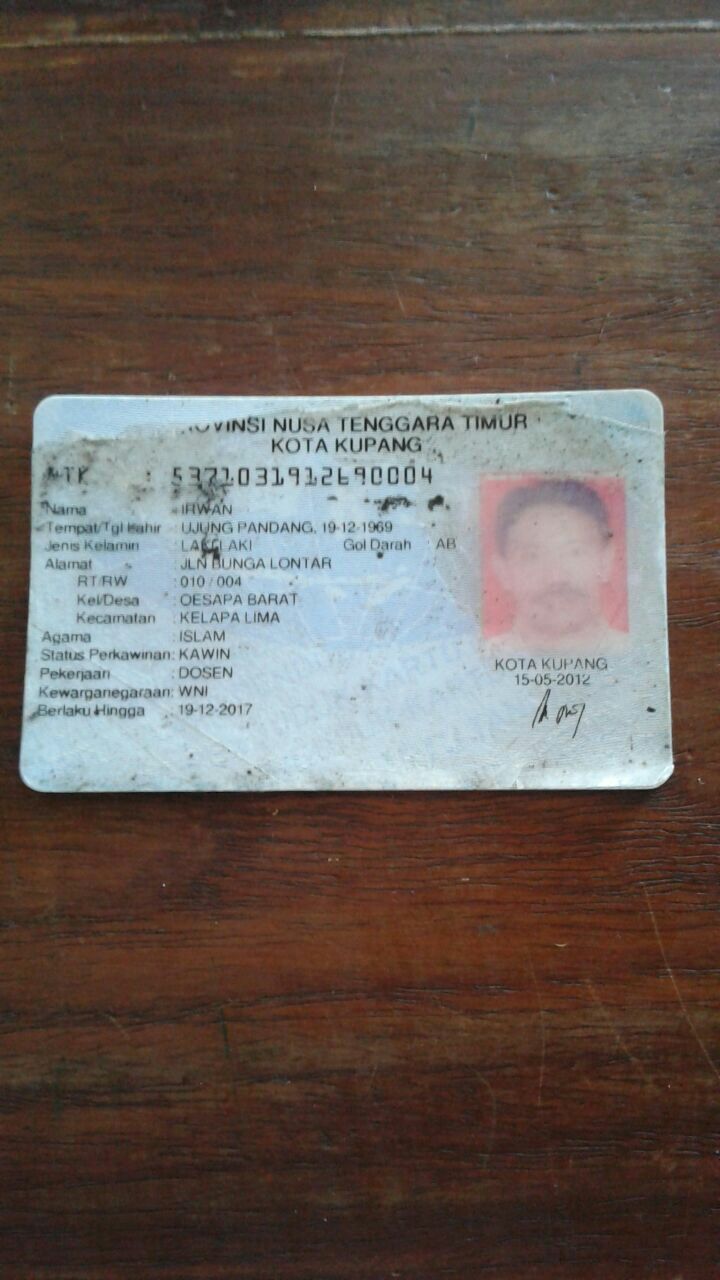 PROVINSI NUSA TENGGARA TIMUR
KOTA KUPANG
NIK : 5371031912690004
Nama : IRWAN
Tempat/Tgl Lahir : UJUNG PANDANG, 19-12-1969
Jenis Kelamin : LAKI-LAKI Gol Darah : AB
Alamat : JLN BUNGA LONTAR
RT/RW : 010 / 004
Kel/Desa : OESAPA BARAT
Kecamatan : KELAPA LIMA
Agama : ISLAM
Status Perkawinan: KAWIN
Pekerjaan : DOSEN
Kewarganegaraan: WNI
Berlaku Hingga : 19-12-2017
KOTA KUPANG
15-05-2012